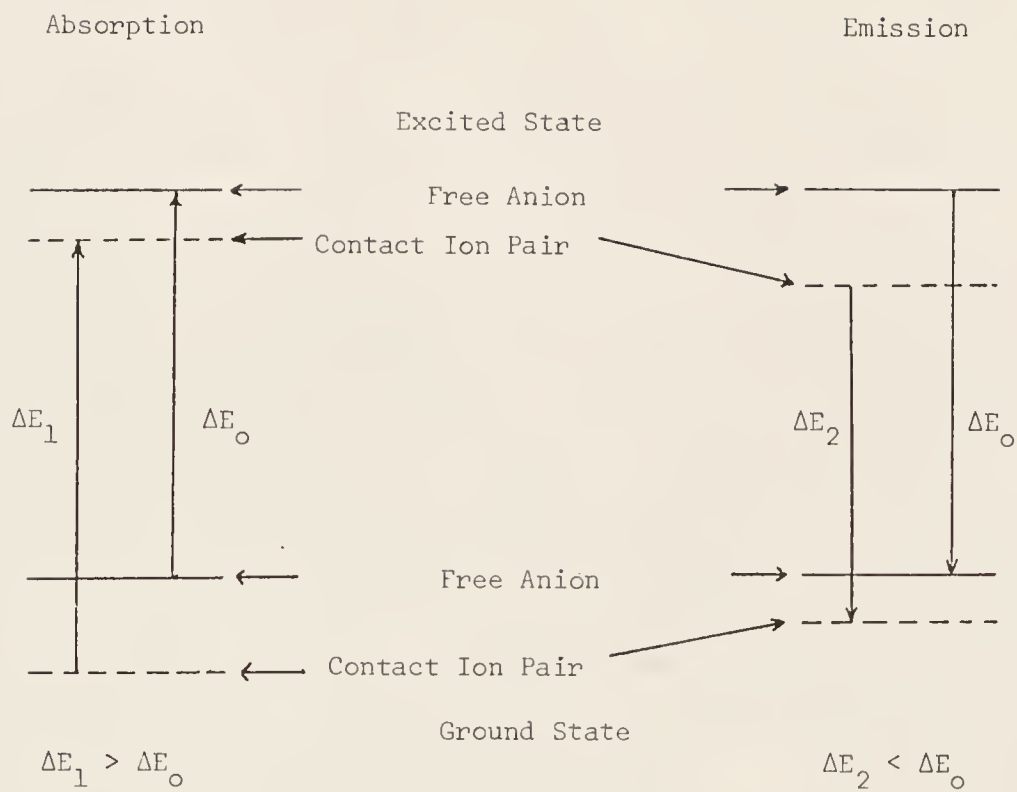 Absorption
Emission
Excited State
Free Anion
Contact Ion Pair
ΔE₁
ΔEₒ
ΔE₂
ΔEₒ
Free Anion
Contact Ion Pair
Ground State
ΔE₁ > ΔEₒ
ΔE₂ < ΔEₒ